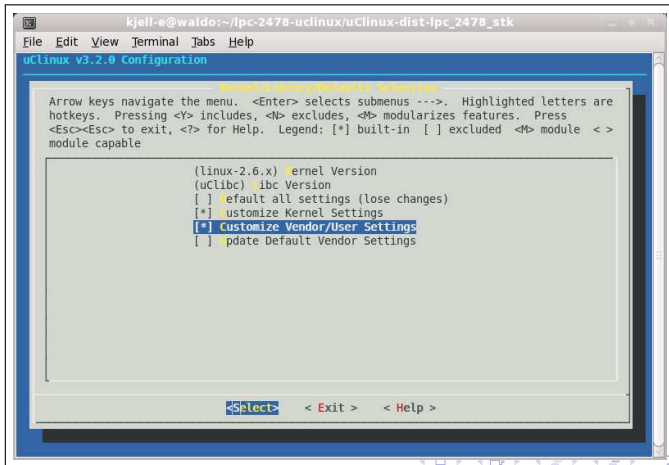 kjell-e@waldo:~/lpc-2478-uclinux/uClinux-dist-lpc_2478_stk
File Edit View Terminal Tabs Help
uClinux v3.2.0 Configuration
Kernel/Library/Defaults Selection
Arrow keys navigate the menu. <Enter> selects submenus --->. Highlighted letters are
hotkeys. Pressing <Y> includes, <N> excludes, <M> modularizes features. Press
<Esc><Esc> to exit, <?> for Help. Legend: [*] built-in [ ] excluded <M> module < >
module capable
(linux-2.6.x) Kernel Version
(uClibc) Libc Version
[ ] Default all settings (lose changes)
[*] Customize Kernel Settings
[*] Customize Vendor/User Settings
[ ] Update Default Vendor Settings
<Select> < Exit > < Help >